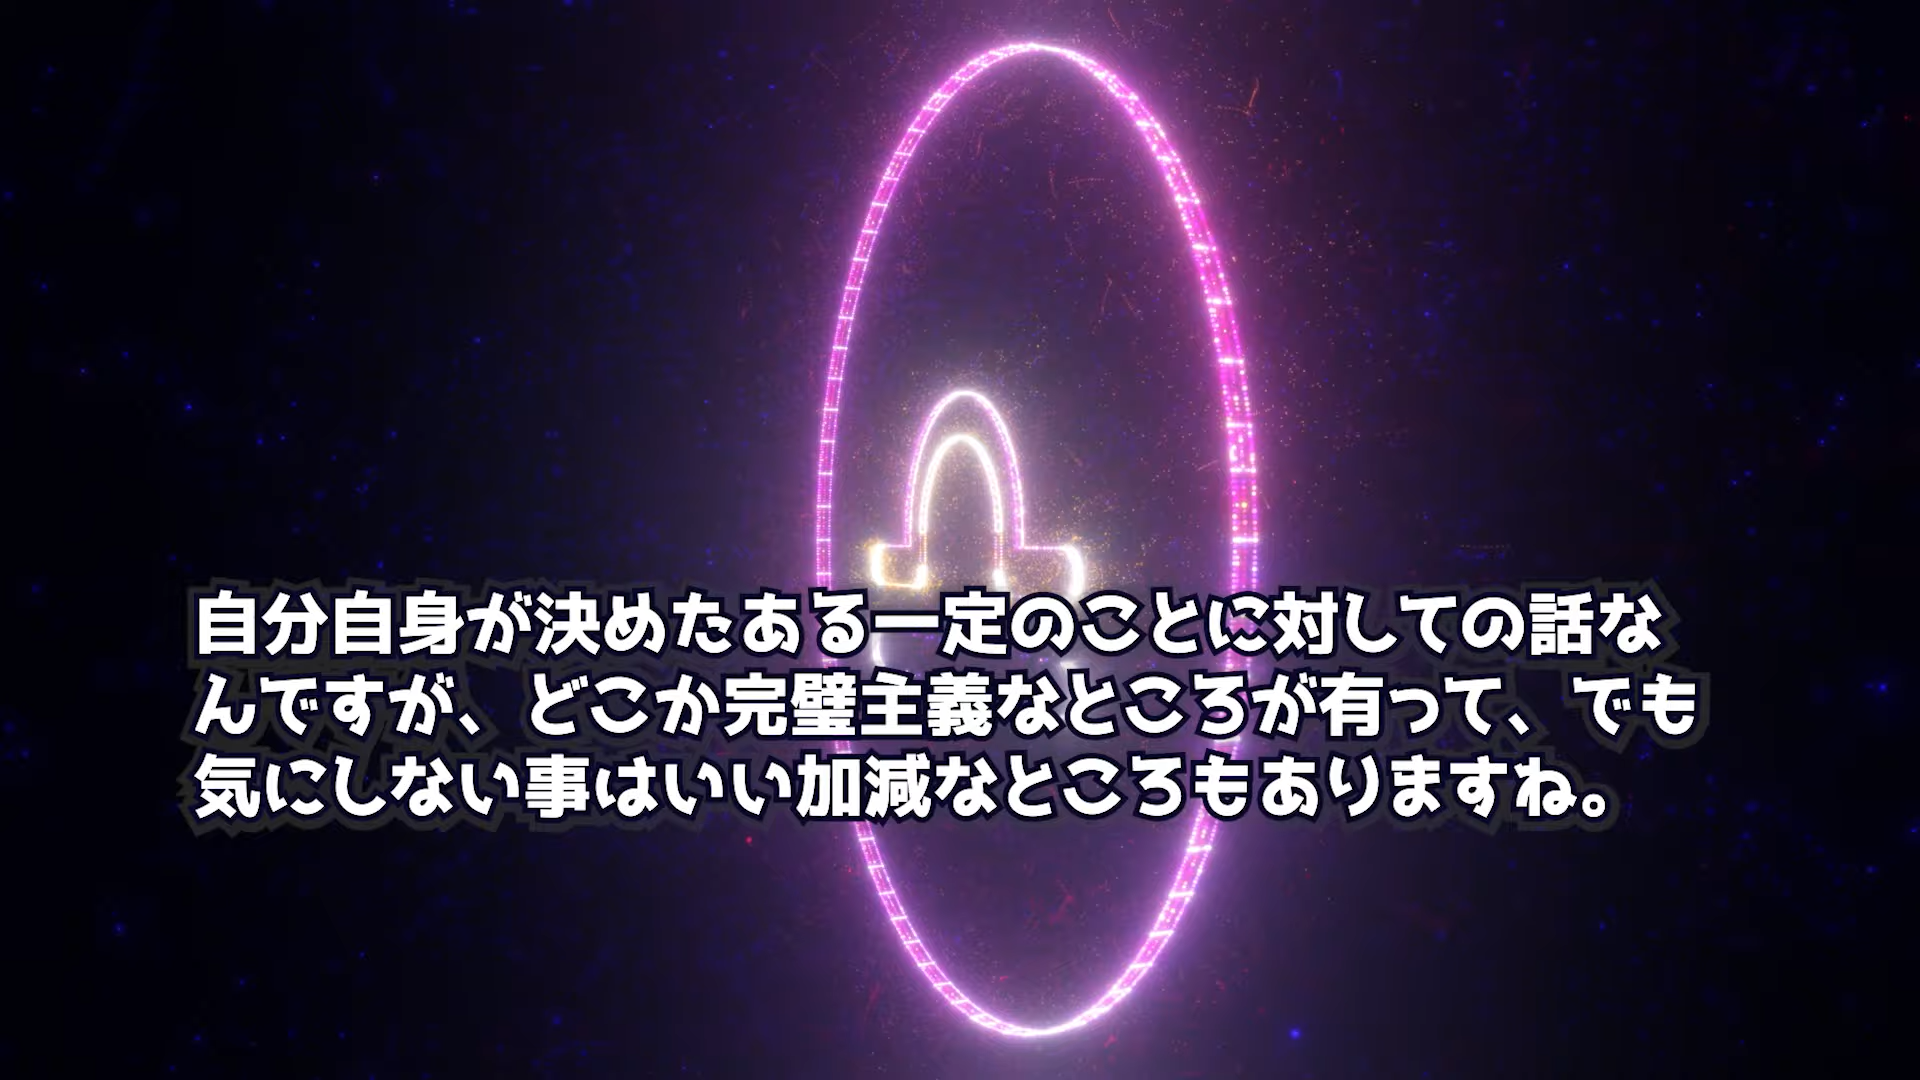 自分自身が決めたある一定のことに対しての話な
んですが、どこか完璧主義なところが有って、でも
気にしない事はいい加減なところもありますね。